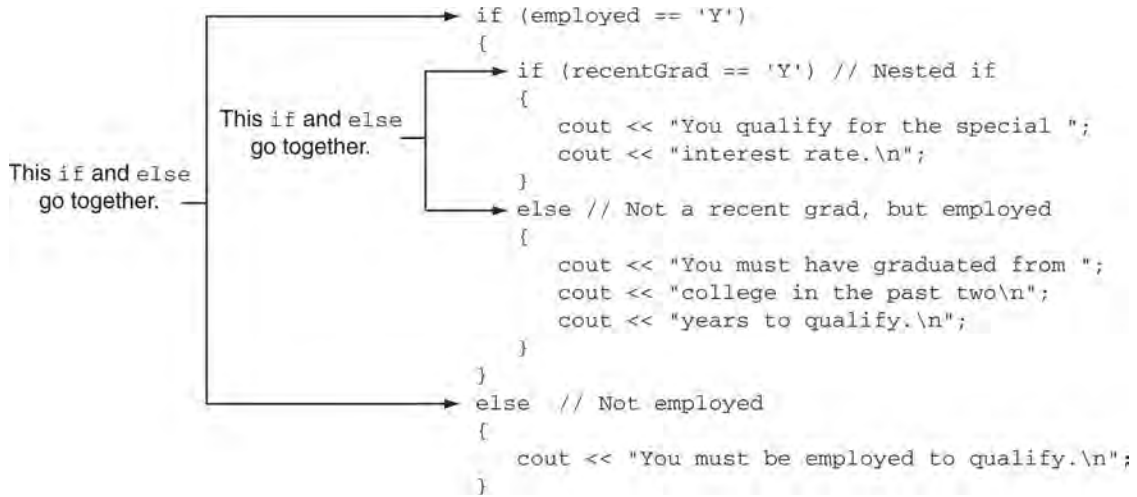 if (employed == 'Y')
{
if (recentGrad == 'Y') // Nested if
{
cout << "You qualify for the special ";
cout << "interest rate.\n";
}
else // Not a recent grad, but employed
{
cout << "You must have graduated from ";
cout << "college in the past two\n";
cout << "years to qualify.\n";
}
}
else // Not employed
{
cout << "You must be employed to qualify.\n";
}
This if and else
go together.
This if and else
go together.